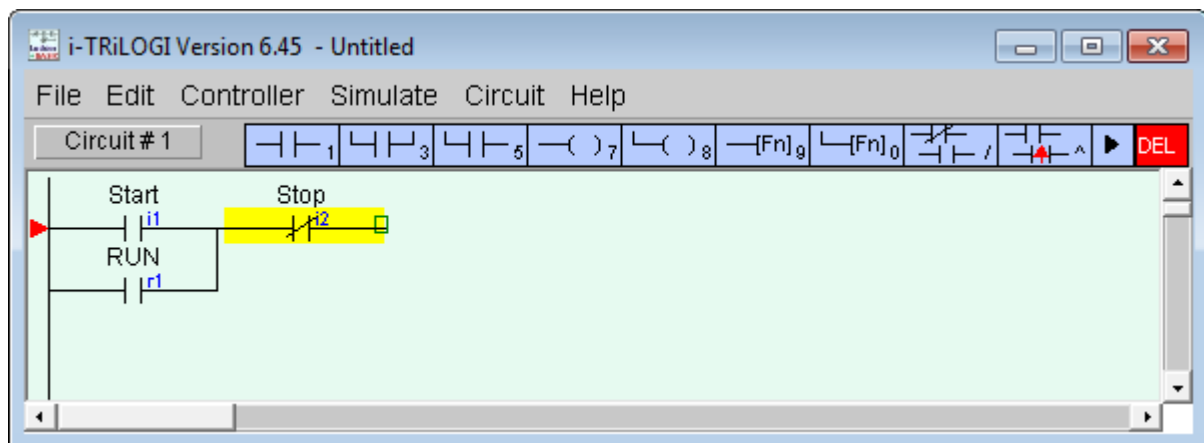 i-TRiLOGI Version 6.45 - Untitled
File Edit Controller Simulate Circuit Help
Circuit # 1 1 3 5 7 8 [Fn] 9 [Fn] 0 / ^ DEL
Start Stop
i1 i2
RUN
r1